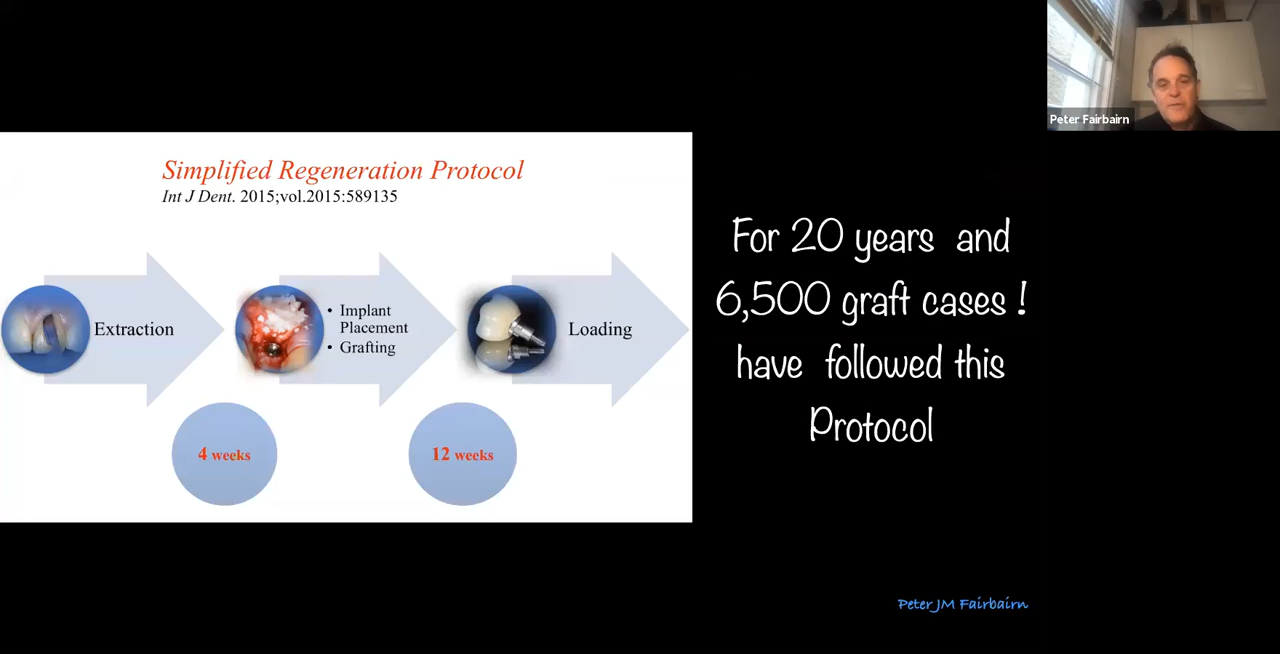 Peter Fairbairn
Simplified Regeneration Protocol
Int J Dent. 2015;vol.2015:589135
Extraction
• Implant
Placement
• Grafting
Loading
4 weeks
12 weeks
For 20 years and
6,500 graft cases !
have followed this
Protocol
Peter JM Fairbairn